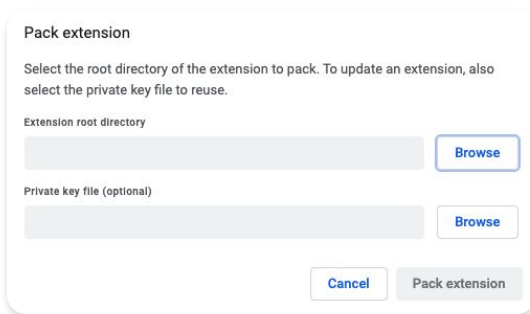 Pack extension
Select the root directory of the extension to pack. To update an extension, also
select the private key file to reuse.
Extension root directory
Browse
Private key file (optional)
Browse
Cancel
Pack extension